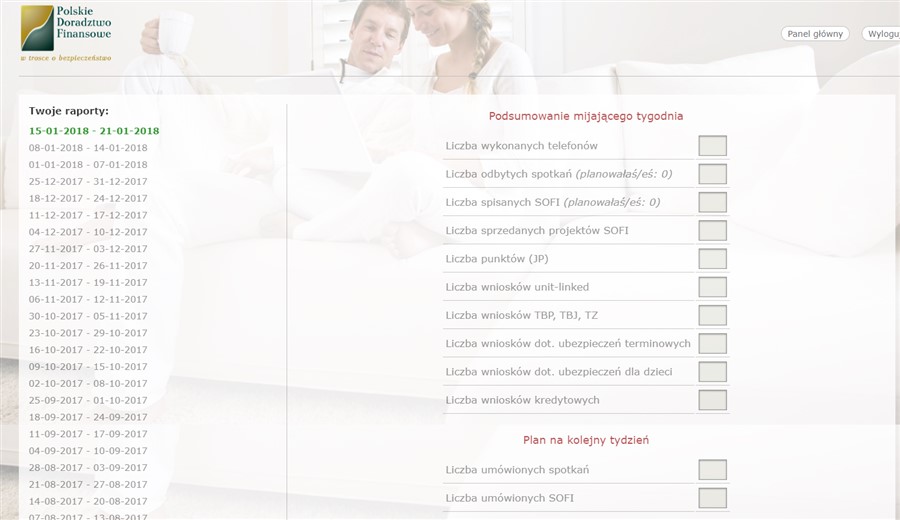 Polskie
Doradztwo
Finansowe
w trosce o bezpieczeństwo
Panel główny
Wylogu
Twoje raporty:
15-01-2018 - 21-01-2018
08-01-2018 - 14-01-2018
01-01-2018 - 07-01-2018
25-12-2017 - 31-12-2017
18-12-2017 - 24-12-2017
11-12-2017 - 17-12-2017
04-12-2017 - 10-12-2017
27-11-2017 - 03-12-2017
20-11-2017 - 26-11-2017
13-11-2017 - 19-11-2017
06-11-2017 - 12-11-2017
30-10-2017 - 05-11-2017
23-10-2017 - 29-10-2017
16-10-2017 - 22-10-2017
09-10-2017 - 15-10-2017
02-10-2017 - 08-10-2017
25-09-2017 - 01-10-2017
18-09-2017 - 24-09-2017
11-09-2017 - 17-09-2017
04-09-2017 - 10-09-2017
28-08-2017 - 03-09-2017
21-08-2017 - 27-08-2017
14-08-2017 - 20-08-2017
07-08-2017 - 13-08-2017
Podsumowanie mijającego tygodnia
Liczba wykonanych telefonów
Liczba odbytych spotkań (planowałaś/eś: 0)
Liczba spisanych SOFI (planowałaś/eś: 0)
Liczba sprzedanych projektów SOFI
Liczba punktów (JP)
Liczba wniosków unit-linked
Liczba wniosków TBP, TBJ, TZ
Liczba wniosków dot. ubezpieczeń terminowych
Liczba wniosków dot. ubezpieczeń dla dzieci
Liczba wniosków kredytowych
Plan na kolejny tydzień
Liczba umówionych spotkań
Liczba umówionych SOFI